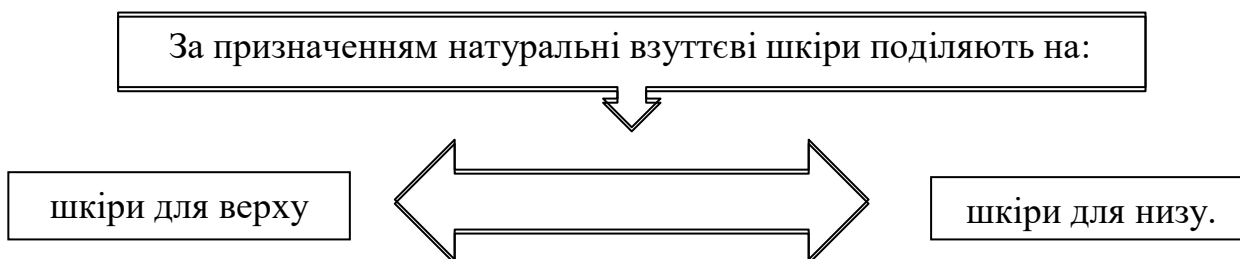 За призначенням натуральні взуттєві шкіри поділяють на:
шкіри для верху
шкіри для низу.